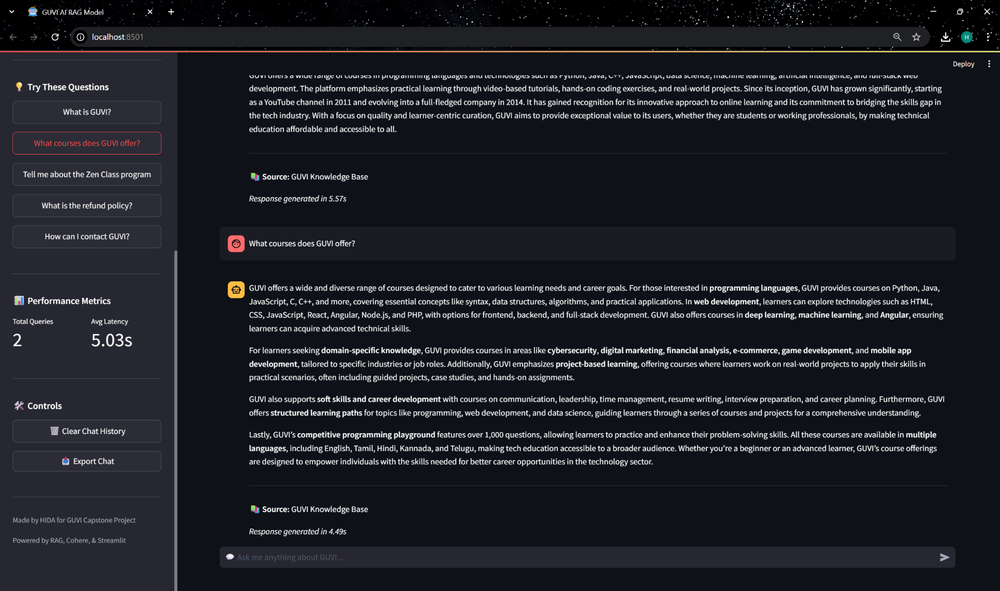 GUVI AI RAG Model
localhost:8501
H
Deploy
Try These Questions
What is GUVI?
What courses does GUVI offer?
Tell me about the Zen Class program
What is the refund policy?
How can I contact GUVI?
Performance Metrics
Total Queries
Avg Latency
2
5.03s
Controls
Clear Chat History
Export Chat
Made by HIDA for GUVI Capstone Project
Powered by RAG, Cohere, & Streamlit
GUVI offers a wide range of courses in programming languages and technologies such as Python, Java, C++, JavaScript, data science, machine learning, artificial intelligence, and full-stack web
development. The platform emphasizes practical learning through video-based tutorials, hands-on coding exercises, and real-world projects. Since its inception, GUVI has grown significantly, starting
as a YouTube channel in 2011 and evolving into a full-fledged company in 2014. It has gained recognition for its innovative approach to online learning and its commitment to bridging the skills gap in
the tech industry. With a focus on quality and learner-centric curation, GUVI aims to provide exceptional value to its users, whether they are students or working professionals, by making technical
education affordable and accessible to all.
Source: GUVI Knowledge Base
Response generated in 5.57s
What courses does GUVI offer?
GUVI offers a wide and diverse range of courses designed to cater to various learning needs and career goals. For those interested in programming languages, GUVI provides courses on Python, Java,
JavaScript, C, C++, and more, covering essential concepts like syntax, data structures, algorithms, and practical applications. In web development, learners can explore technologies such as HTML,
CSS, JavaScript, React, Angular, Node.js, and PHP, with options for frontend, backend, and full-stack development. GUVI also offers courses in deep learning, machine learning, and Angular, ensuring
learners can acquire advanced technical skills.
For learners seeking domain-specific knowledge, GUVI provides courses in areas like cybersecurity, digital marketing, financial analysis, e-commerce, game development, and mobile app
development, tailored to specific industries or job roles. Additionally, GUVI emphasizes project-based learning, offering courses where learners work on real-world projects to apply their skills in
practical scenarios, often including guided projects, case studies, and hands-on assignments.
GUVI also supports soft skills and career development with courses on communication, leadership, time management, resume writing, interview preparation, and career planning. Furthermore, GUVI
offers structured learning paths for topics like programming, web development, and data science, guiding learners through a series of courses and projects for a comprehensive understanding.
Lastly, GUVI's competitive programming playground features over 1,000 questions, allowing learners to practice and enhance their problem-solving skills. All these courses are available in multiple
languages, including English, Tamil, Hindi, Kannada, and Telugu, making tech education accessible to a broader audience. Whether you're a beginner or an advanced learner, GUVI's course offerings
are designed to empower individuals with the skills needed for better career opportunities in the technology sector.
Source: GUVI Knowledge Base
Response generated in 4.49s
Ask me anything about GUVI...